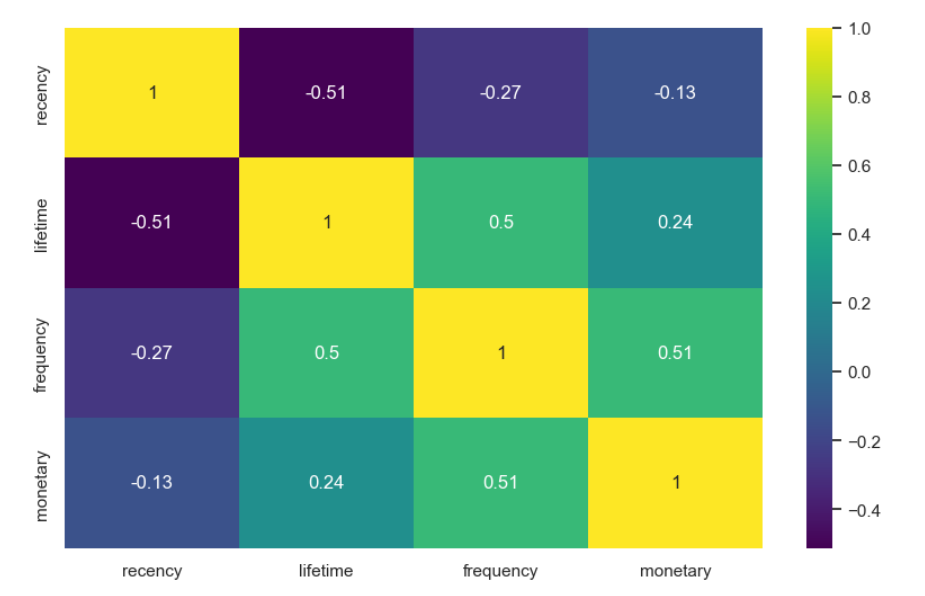 recency 1 -0.51 -0.27 -0.13
lifetime -0.51 1 0.5 0.24
frequency -0.27 0.5 1 0.51
monetary -0.13 0.24 0.51 1
recency lifetime frequency monetary
1.0
0.8
0.6
0.4
0.2
0.0
−0.2
−0.4